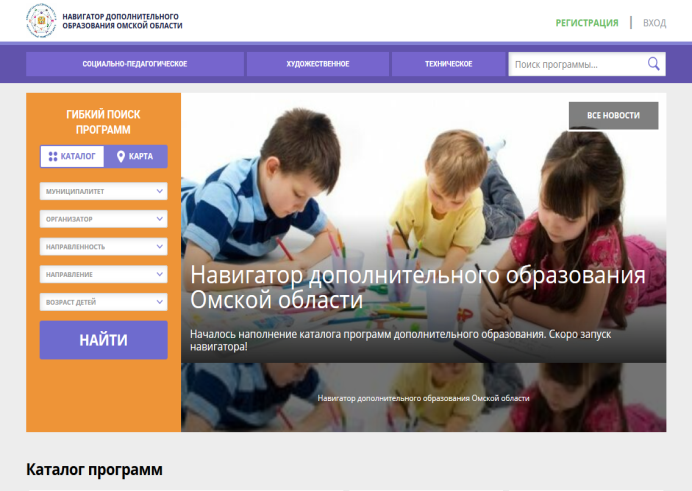 НАВИГАТОР ДОПОЛНИТЕЛЬНОГО
ОБРАЗОВАНИЯ ОМСКОЙ ОБЛАСТИ
РЕГИСТРАЦИЯ
ВХОД
СОЦИАЛЬНО-ПЕДАГОГИЧЕСКОЕ
ХУДОЖЕСТВЕННОЕ
ТЕХНИЧЕСКОЕ
Поиск программы...
ГИБКИЙ ПОИСК
ПРОГРАММ
КАТАЛОГ
КАРТА
МУНИЦИПАЛИТЕТ
ОРГАНИЗАТОР
НАПРАВЛЕННОСТЬ
НАПРАВЛЕНИЕ
ВОЗРАСТ ДЕТЕЙ
НАЙТИ
ВСЕ НОВОСТИ
Навигатор дополнительного образования
Омской области
Началось наполнение каталога программ дополнительного образования. Скоро запуск
навигатора!
Навигатор дополнительного образования Омской области
Каталог программ